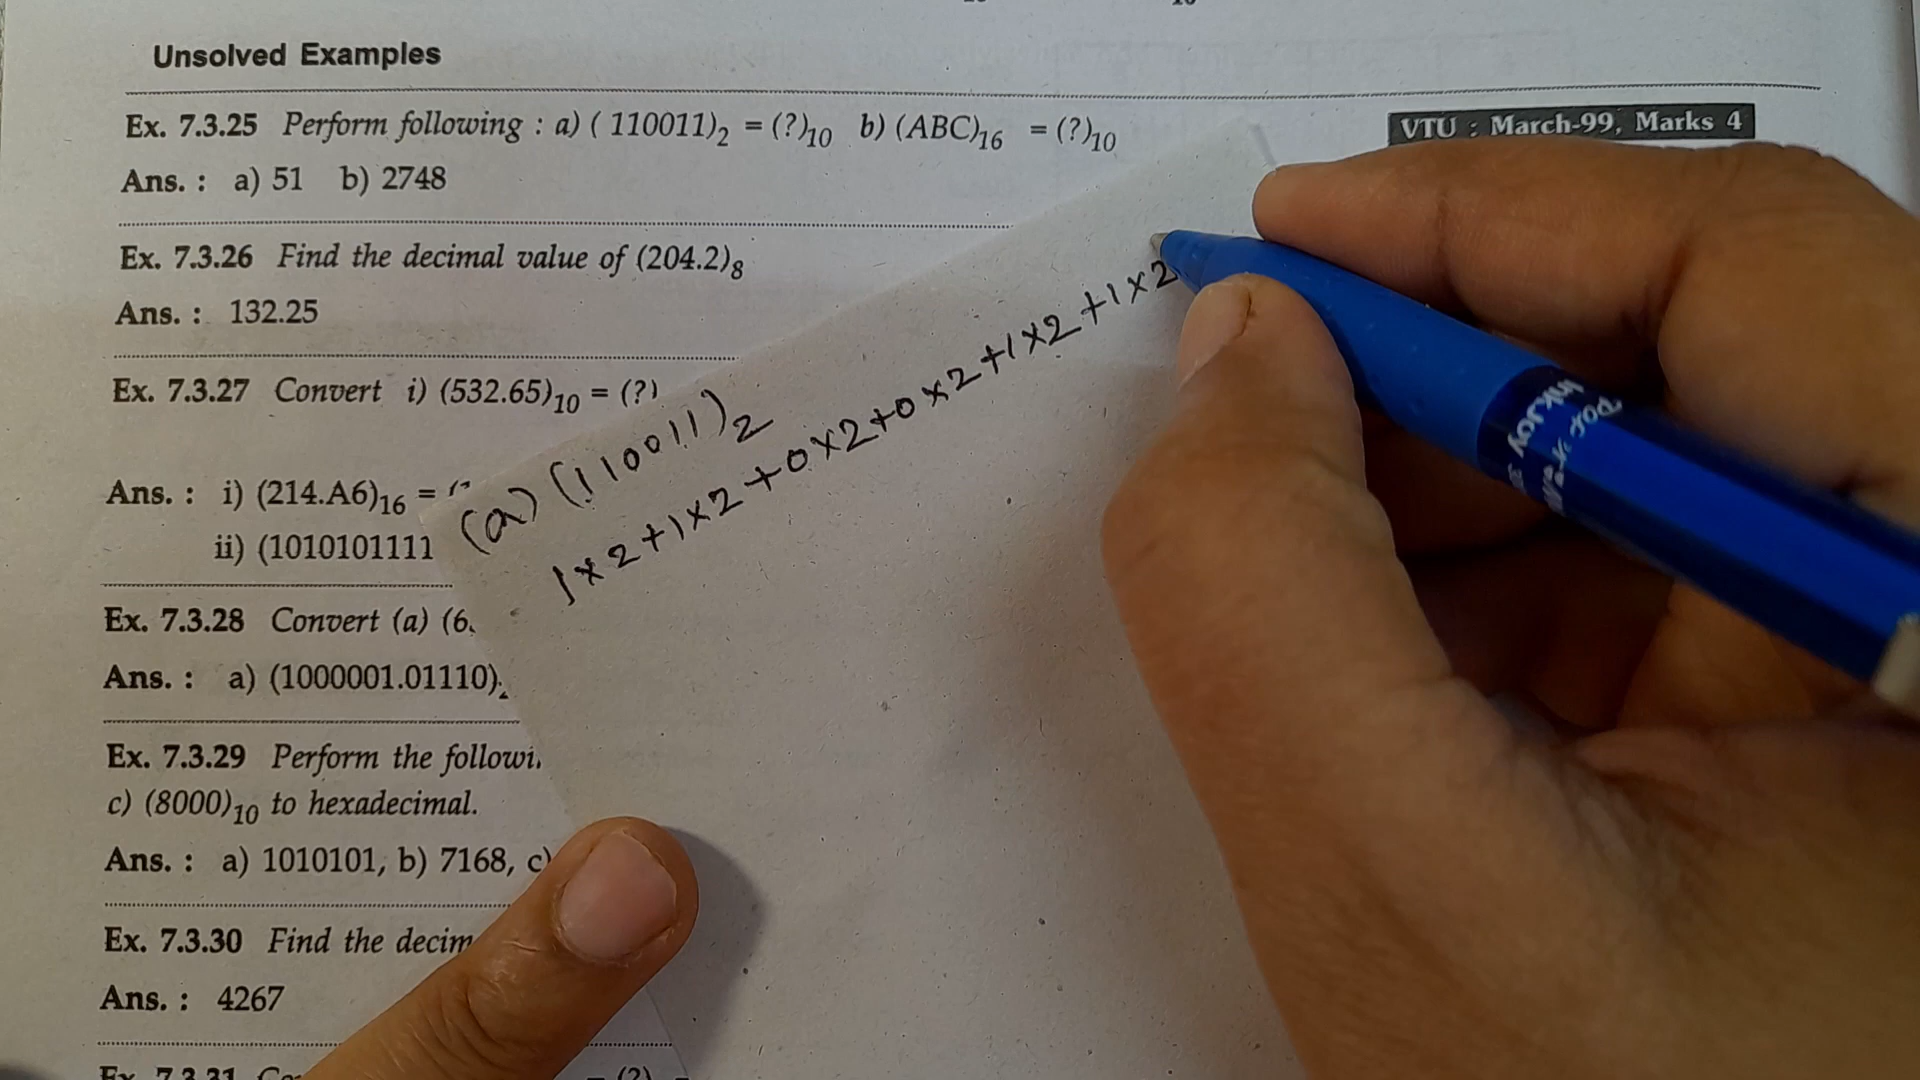 Unsolved Examples
Ex. 7.3.25 Perform following : a) ( 110011)2 = (?)10 b) (ABC)16 = (?)10
VTU : March-99, Marks 4
Ans. : a) 51 b) 2748
Ex. 7.3.26 Find the decimal value of (204.2)8
Ans. : 132.25
Ex. 7.3.27 Convert i) (532.65)10 = (?)
Ans. : i) (214.A6)16 =
ii) (1010101111
Ex. 7.3.28 Convert (a) (6
Ans. : a) (1000001.01110)
Ex. 7.3.29 Perform the followi
c) (8000)10 to hexadecimal.
Ans. : a) 1010101, b) 7168, c)
Ex. 7.3.30 Find the decim
Ans. : 4267
Ex. 7.3.31
(a) (110011)2
1×2+1×2+0×2+0×2+1×2+1×2
InkJoy